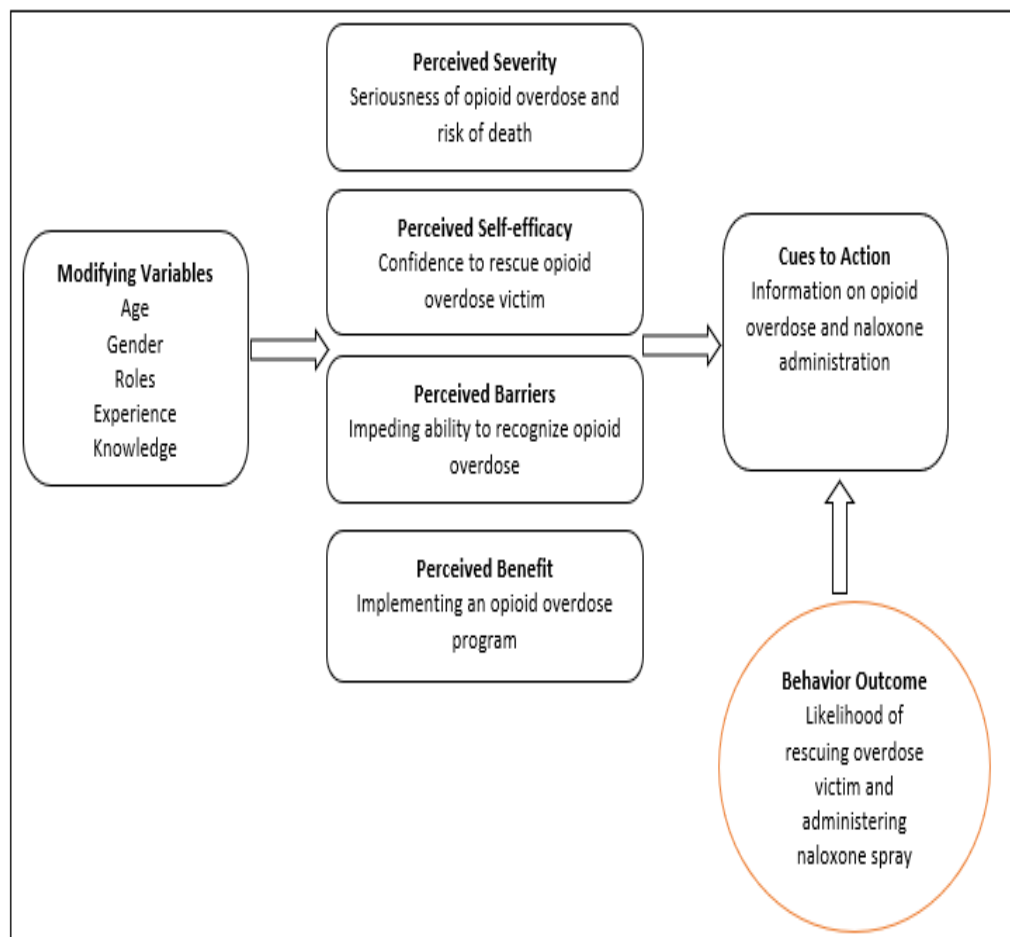 Perceived Severity
Seriousness of opioid overdose and
risk of death
Modifying Variables
Age
Gender
Roles
Experience
Knowledge
Perceived Self-efficacy
Confidence to rescue opioid
overdose victim
Perceived Barriers
Impeding ability to recognize opioid
overdose
Perceived Benefit
Implementing an opioid overdose
program
Cues to Action
Information on opioid
overdose and naloxone
administration
Behavior Outcome
Likelihood of
rescuing overdose
victim and
administering
naloxone spray